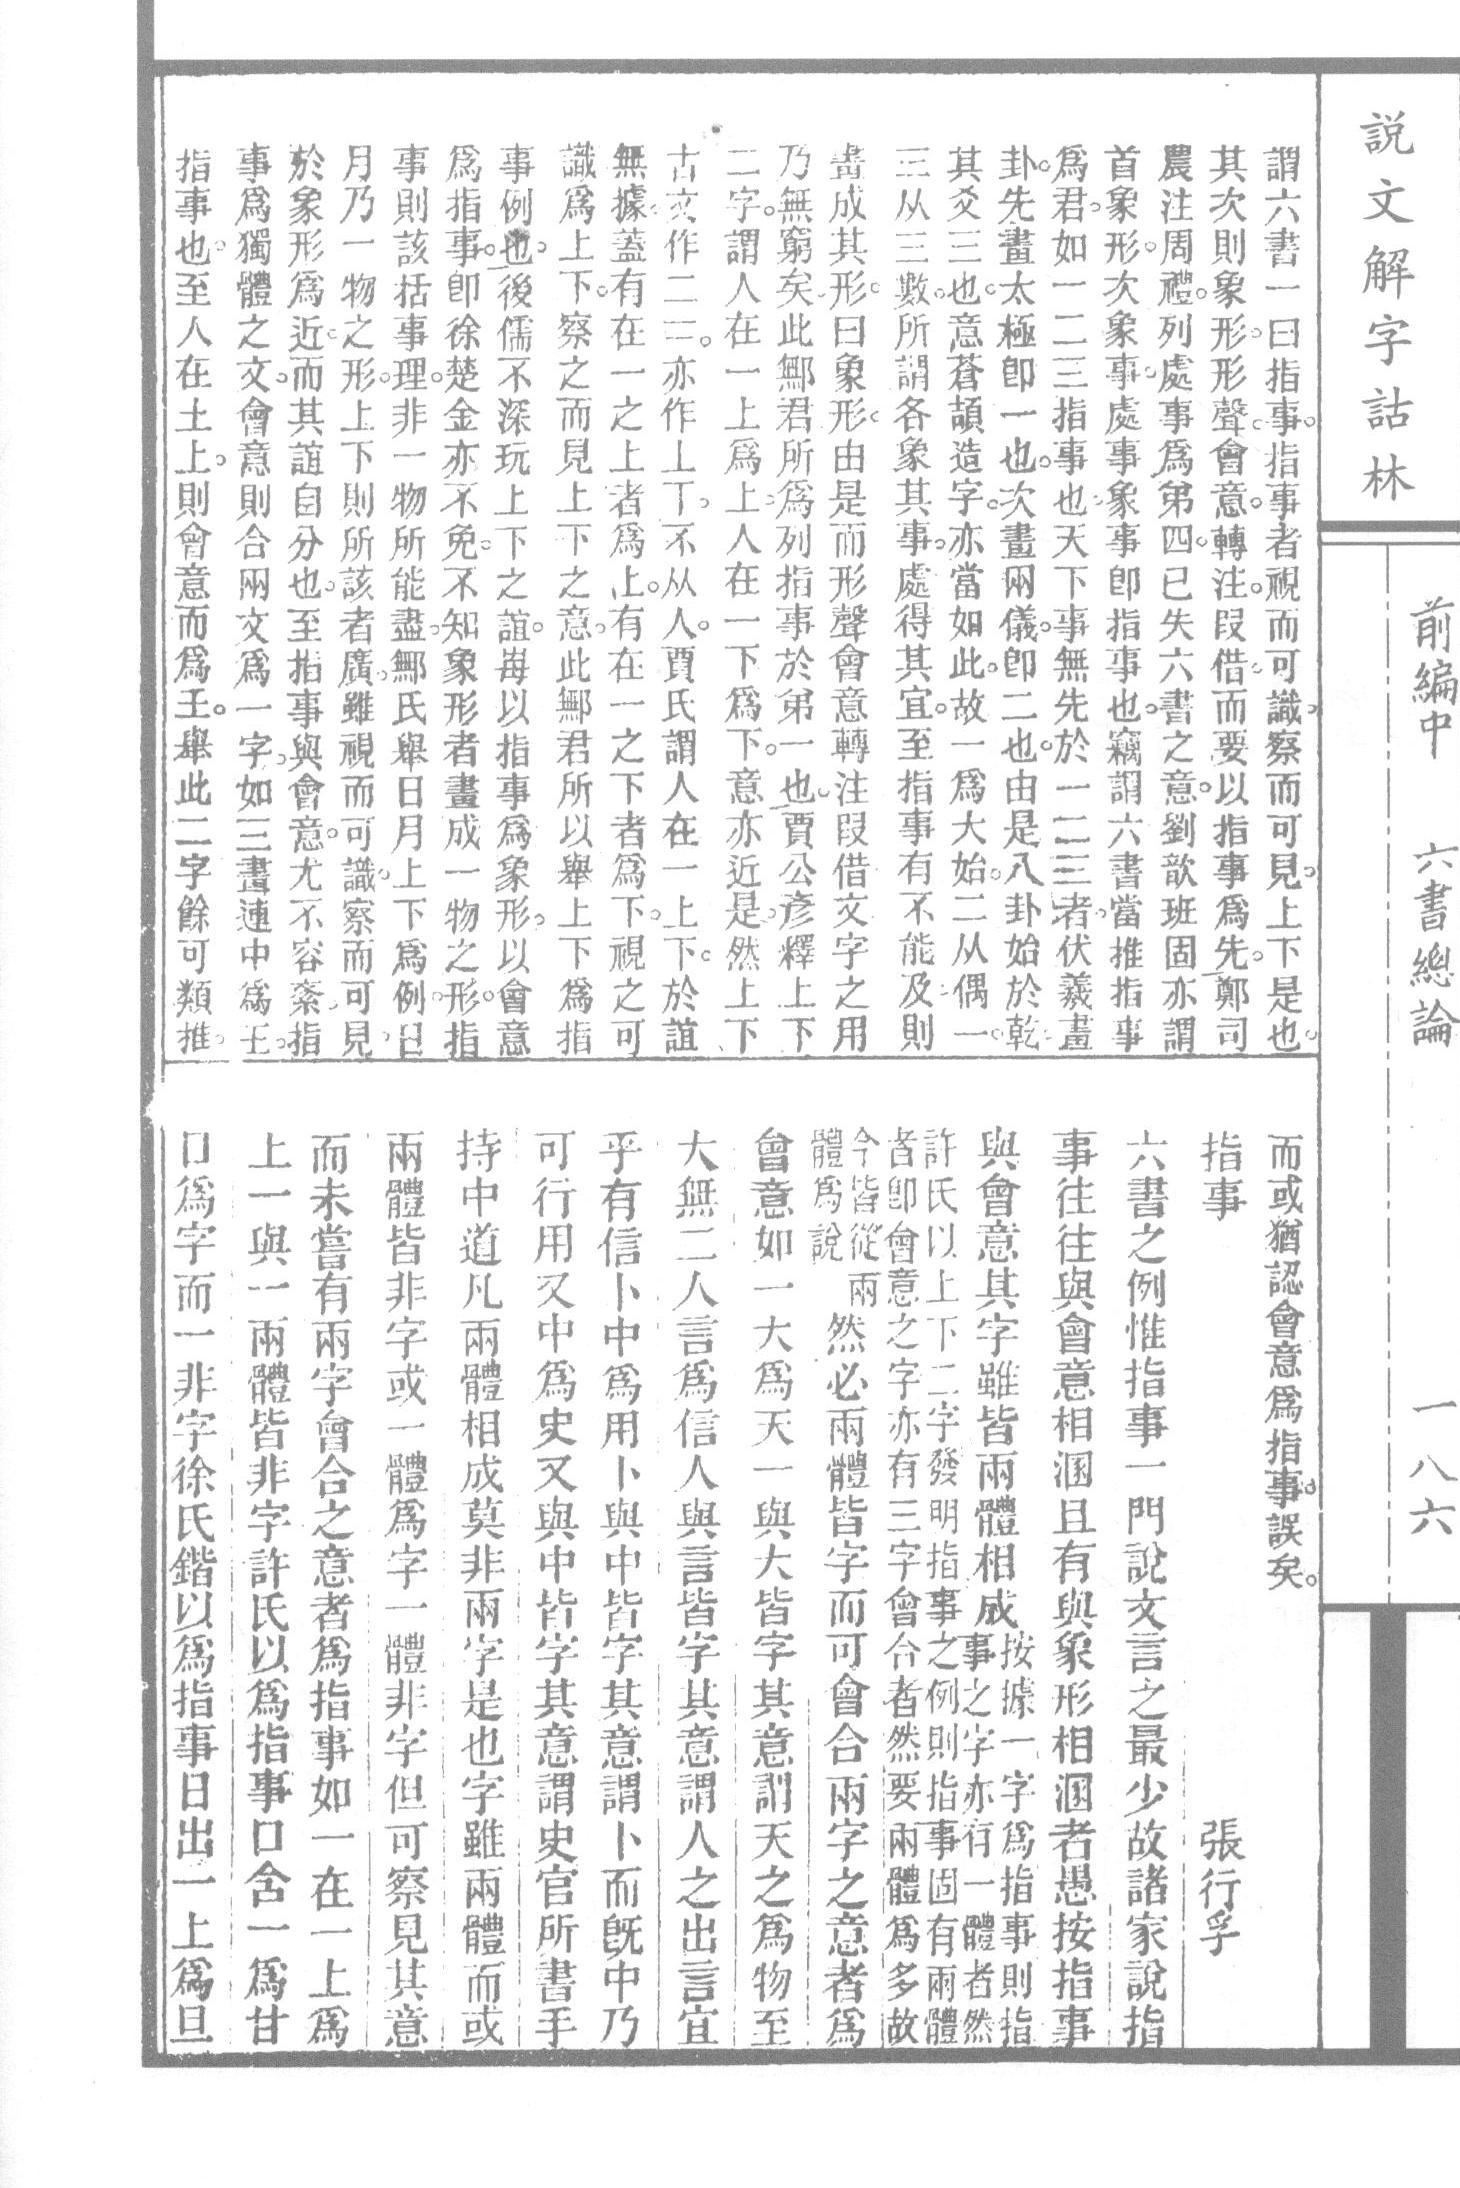 說文解字詁林
前編中　六書總論　一八六
謂六書一曰指事。指事者視而可識。察而可見。上下是也。
其次則象形。形聲。會意。轉注。叚借。而要以指事爲先。鄭司
農注周禮。列處事爲第四。已失六書之意。劉歆班固亦謂
首象形。次象事。處事象事卽指事也。竊謂六書當推指事
爲君。如一二三指事也。天下事無先於一二三者。伏羲畫
卦。先畫太極卽一也。次畫兩儀。卽二也。由是八卦始於乾
其爻三也。意蒼頡造字。亦當如此。故一爲大始。二从偶一。
三从三數。所謂各象其事。處得其宜。至指事有不能及則
畫成其形。曰象形。由是而形聲會意轉注叚借文字之用
乃無窮矣。此鄦君所爲列指事於第一也。賈公彥釋上下
二字。謂人在一上爲上。人在一下爲下。意亦近是。然上下
古文作二𠄟。亦作丄丅。不从人。賈氏謂人在一上下。於誼
無據。蓋有在一之上者爲上。有在一之下者爲下。視之可
識爲上下。察之而見上下之意。此鄦君所以舉上下爲指
事例也。後儒不深玩上下之誼。每以指事爲象形。以會意
爲指事。卽徐楚金亦不免。不知象形者畫成一物之形。指
事則該括事理。非一物所能盡。鄦氏舉日月上下爲例。日
月乃一物之形。上下則所該者廣。雖視而可識。察而可見。
於象形爲近。而其誼自分也。至指事與會意。尤不容紊。指
事爲獨體之文。會意則合兩文爲一字。如三畫連中爲王。
指事也。至人在土上。則會意而爲𡈼。舉此二字餘可類推。
而或猶認會意爲指事。誤矣。
指事　張行孚
六書之例惟指事一門說文言之最少故諸家說指
事往往與會意相溷且有與象形相溷者愚按指事
與會意其字雖皆兩體相成按據一字爲指事則指
事之字亦有一體者然
許氏以上下二字發明指事之例則指事固有兩體
者卽會意之字亦有三字會合者然要兩體爲多故
今皆從兩
體爲說然必兩體皆字而可會合兩字之意者爲
會意如一大爲天一與大皆字其意謂天之爲物至
大無二人言爲信人與言皆字其意謂人之出言宜
乎有信卜中爲用卜與中皆字其意謂卜而旣中乃
可行用又中爲史又與中皆字其意謂史官所書手
持中道凡兩體相成莫非兩字是也字雖兩體而或
兩體皆非字或一體爲字一體非字但可察見其意
而未嘗有兩字會合之意者爲指事如一在一上爲
上一與一兩體皆非字許氏以爲指事口含一爲甘
口爲字而一非字徐氏鍇以爲指事日出一上爲旦